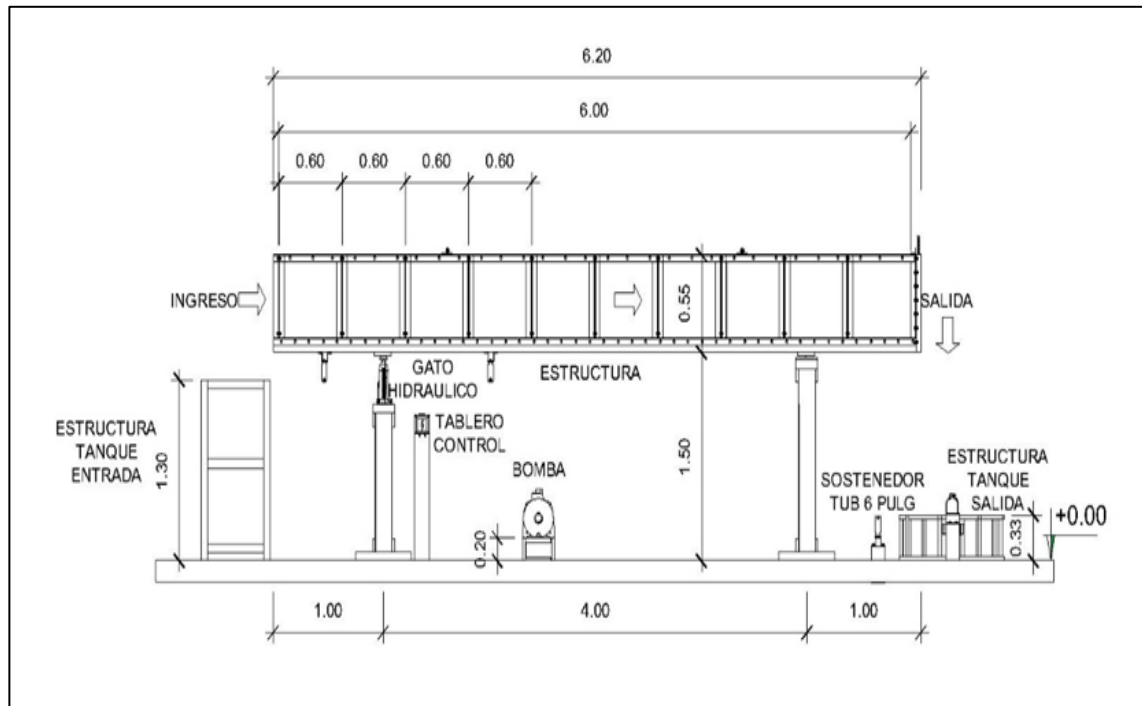 6.20
6.00
0.60 0.60 0.60 0.60
INGRESO
0.55
SALIDA
GATO
HIDRAULICO
ESTRUCTURA
TABLERO
CONTROL
ESTRUCTURA
TANQUE
ENTRADA
1.30
BOMBA
0.20
1.50
SOSTENEDOR
TUB 6 PULG
ESTRUCTURA
TANQUE
SALIDA
0.33
+0.00
1.00 4.00 1.00